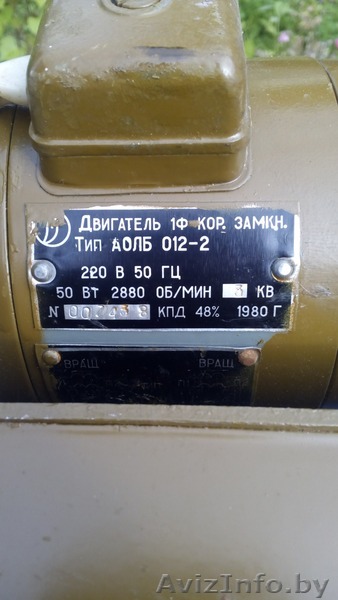 ДВИГАТЕЛЬ 1Ф КОР. ЗАМКН.
ТИП АОЛБ 012-2
220 В 50 ГЦ
50 ВТ 2880 ОБ/МИН 3 КВ
N КПД 48% 1980 Г
ВРАЩ ВРАЩ
AvizInfo.by